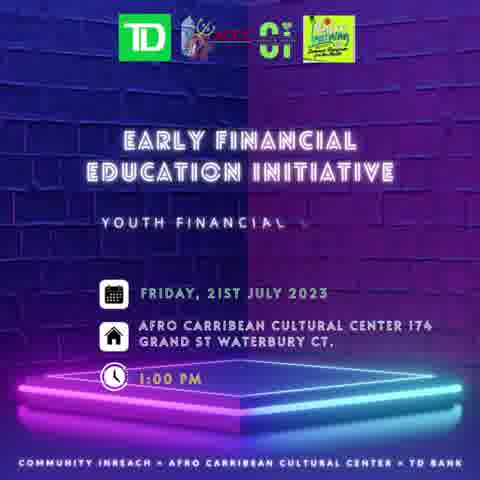 TD
CI
EARLY FINANCIAL
EDUCATION INITIATIVE
YOUTH FINANCIAL
FRIDAY, 21ST JULY 2023
AFRO CARRIBEAN CULTURAL CENTER 174
GRAND ST WATERBURY CT.
1:00 PM
COMMUNITY INREACH × AFRO CARRIBEAN CULTURAL CENTER × TD BANK